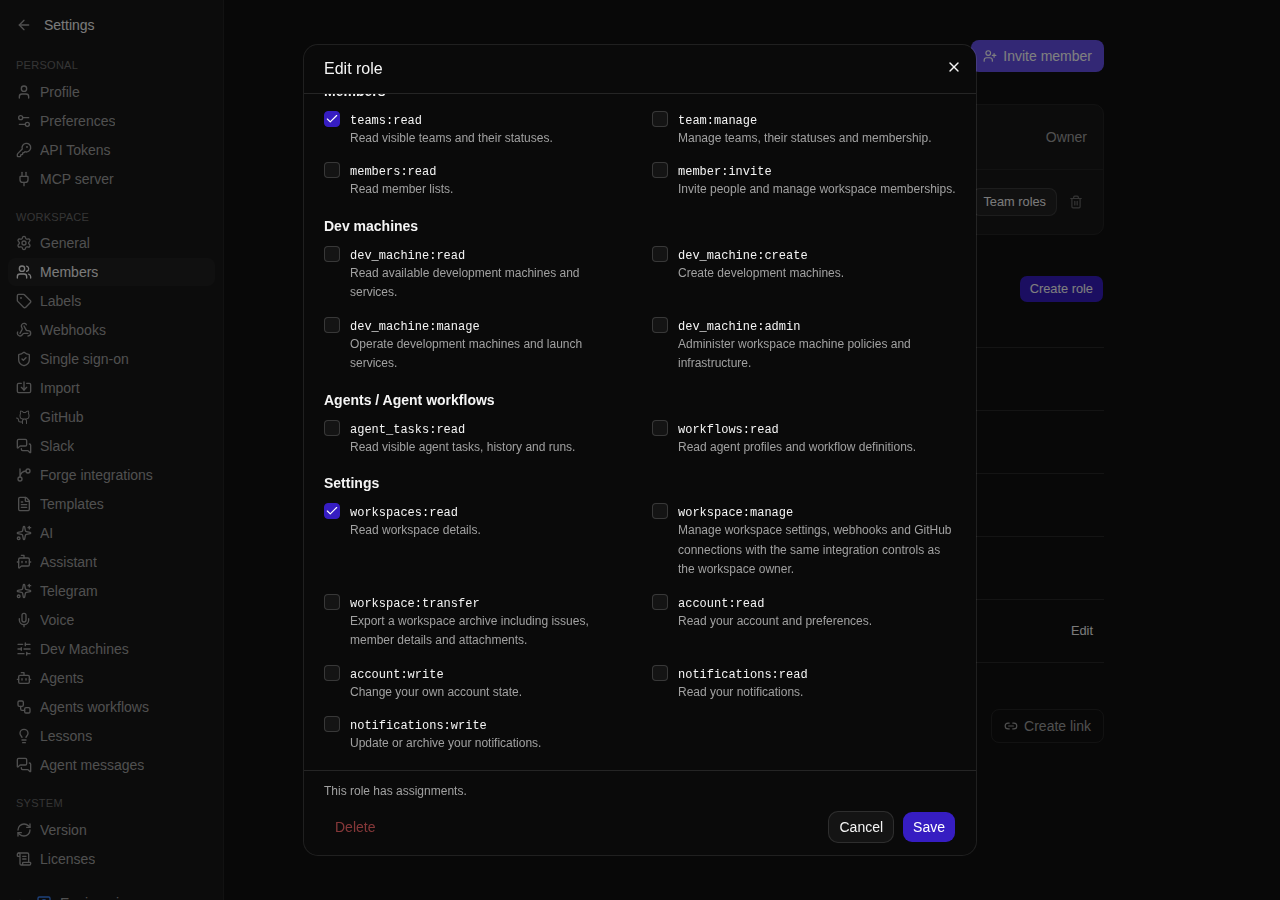 Settings
PERSONAL
Profile
Preferences
API Tokens
MCP server
WORKSPACE
General
Members
Labels
Webhooks
Single sign-on
Import
GitHub
Slack
Forge integrations
Templates
AI
Assistant
Telegram
Voice
Dev Machines
Agents
Agents workflows
Lessons
Agent messages
SYSTEM
Version
Licenses
Invite member
Owner
Team roles
Create role
Edit
Create link
Edit role
Members
teams:read
Read visible teams and their statuses.
team:manage
Manage teams, their statuses and membership.
members:read
Read member lists.
member:invite
Invite people and manage workspace memberships.
Dev machines
dev_machine:read
Read available development machines and
services.
dev_machine:create
Create development machines.
dev_machine:manage
Operate development machines and launch
services.
dev_machine:admin
Administer workspace machine policies and
infrastructure.
Agents / Agent workflows
agent_tasks:read
Read visible agent tasks, history and runs.
workflows:read
Read agent profiles and workflow definitions.
Settings
workspaces:read
Read workspace details.
workspace:manage
Manage workspace settings, webhooks and GitHub
connections with the same integration controls as
the workspace owner.
workspace:transfer
Export a workspace archive including issues,
member details and attachments.
account:read
Read your account and preferences.
account:write
Change your own account state.
notifications:read
Read your notifications.
notifications:write
Update or archive your notifications.
This role has assignments.
Delete
Cancel
Save